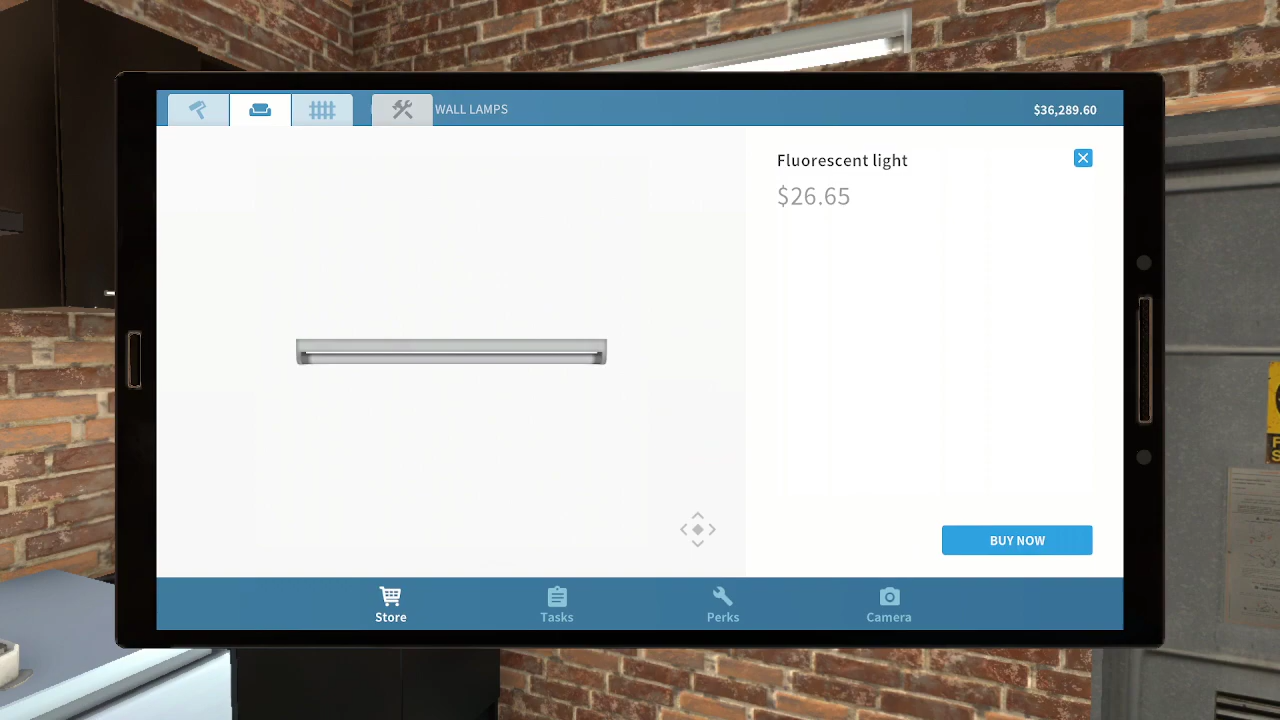 WALL LAMPS
$36,289.60
Fluorescent light
$26.65
BUY NOW
Store
Tasks
Perks
Camera